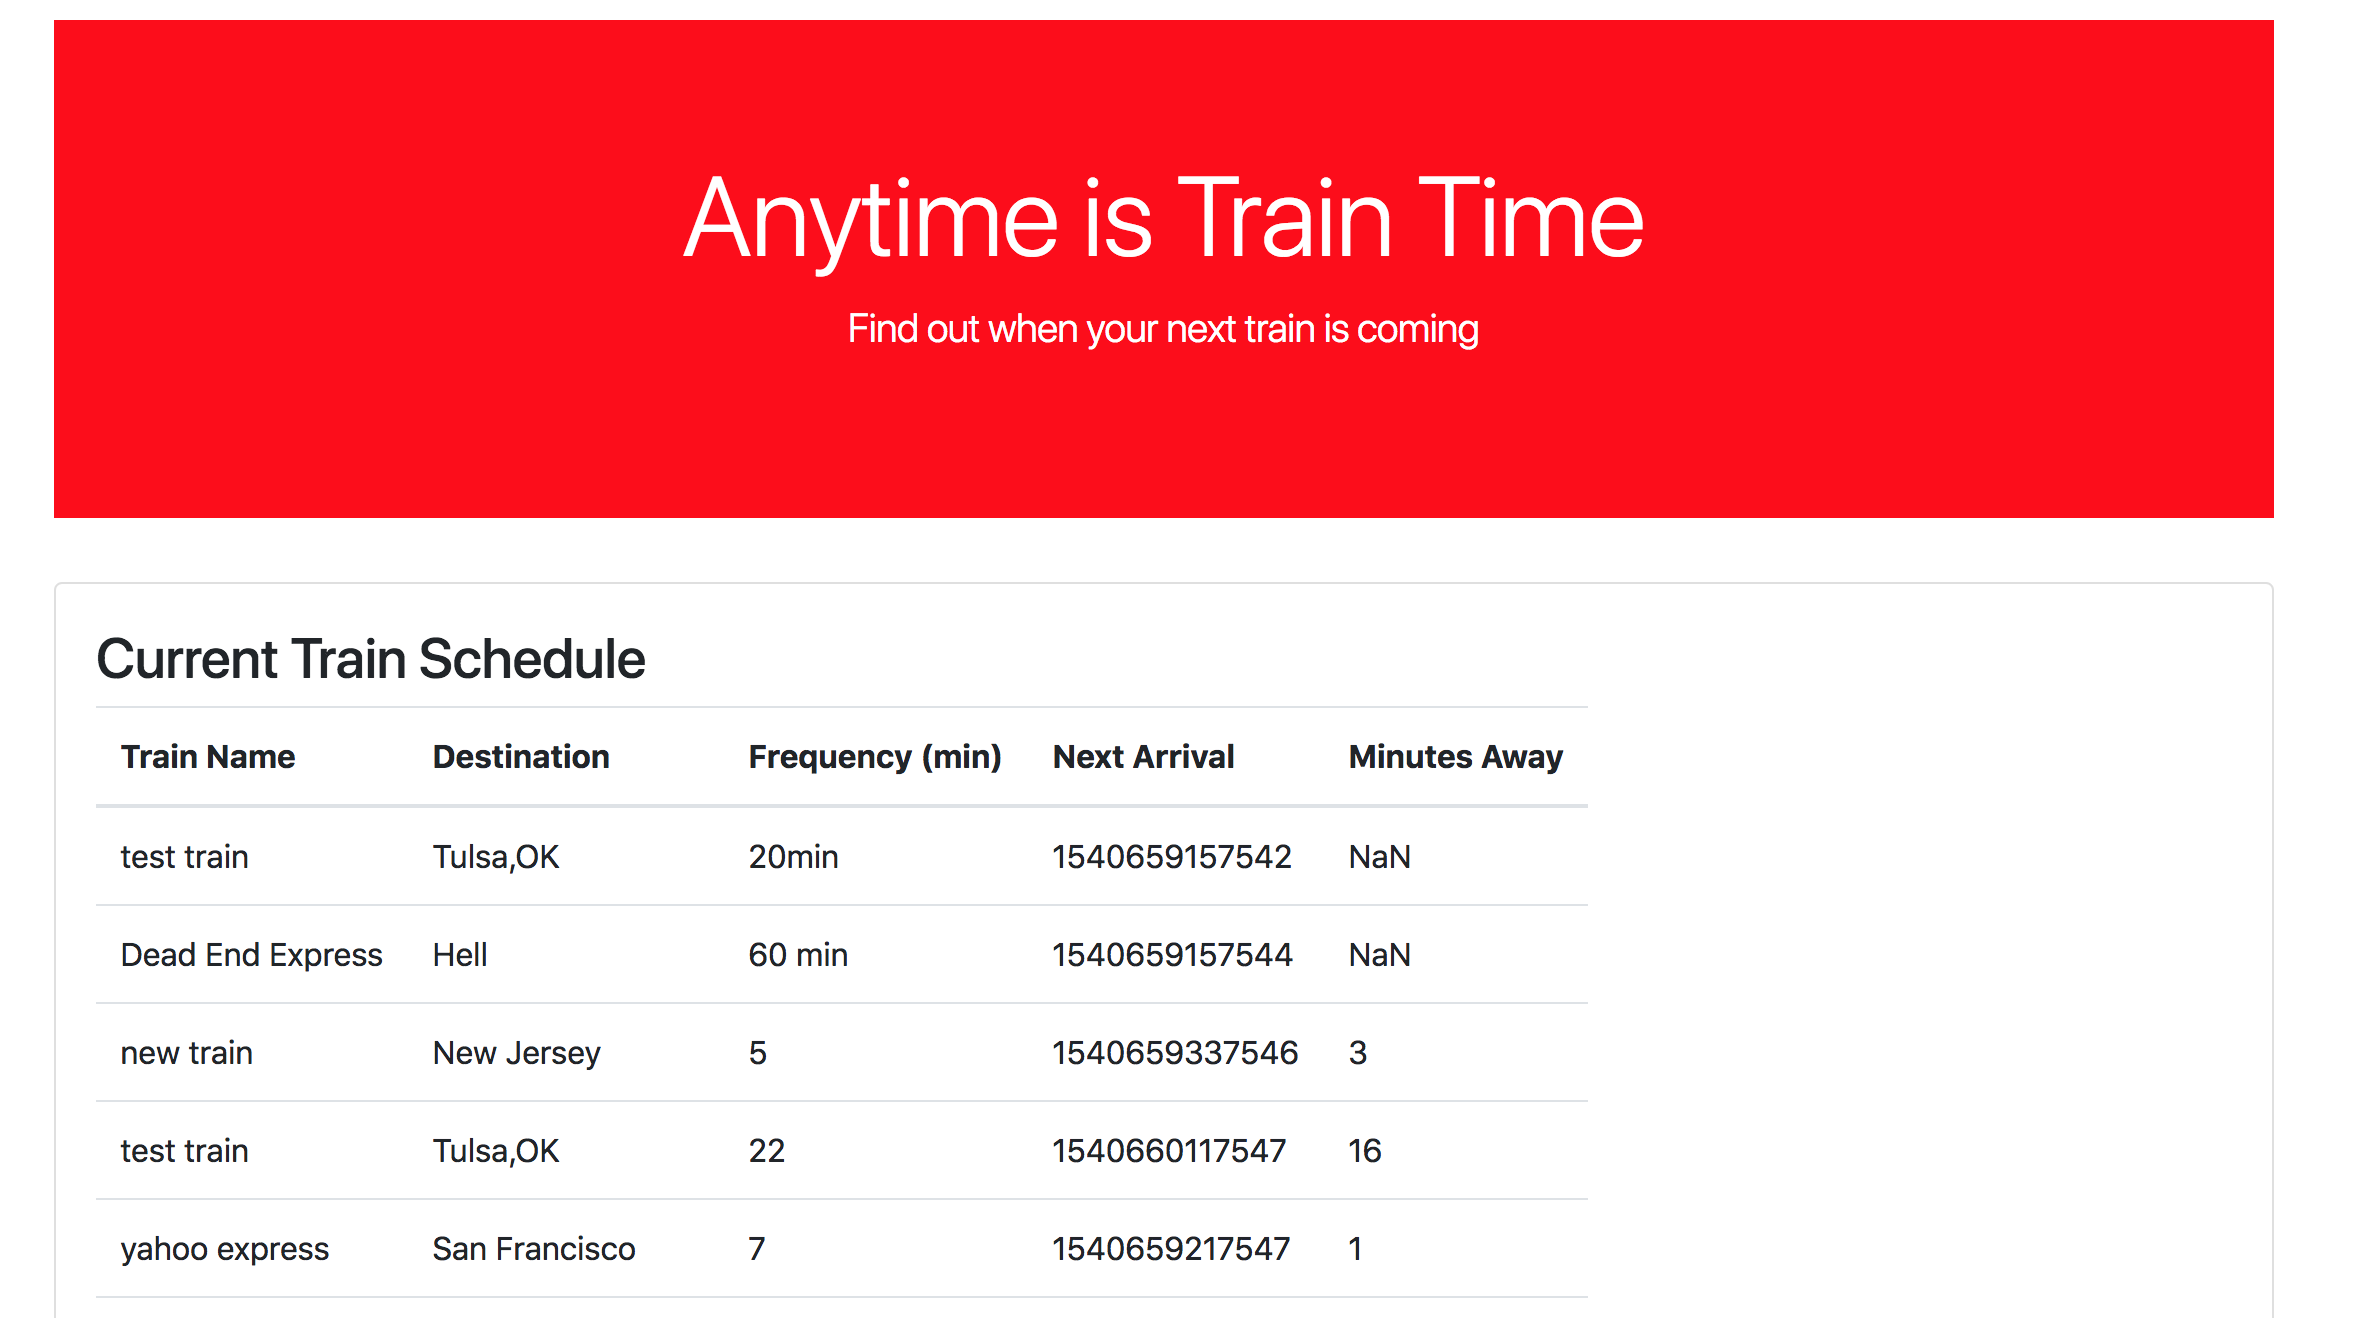 Anytime is Train Time
Find out when your next train is coming
Current Train Schedule
Train Name Destination Frequency (min) Next Arrival Minutes Away
test train Tulsa,OK 20min 1540659157542 NaN
Dead End Express Hell 60 min 1540659157544 NaN
new train New Jersey 5 1540659337546 3
test train Tulsa,OK 22 1540660117547 16
yahoo express San Francisco 7 1540659217547 1